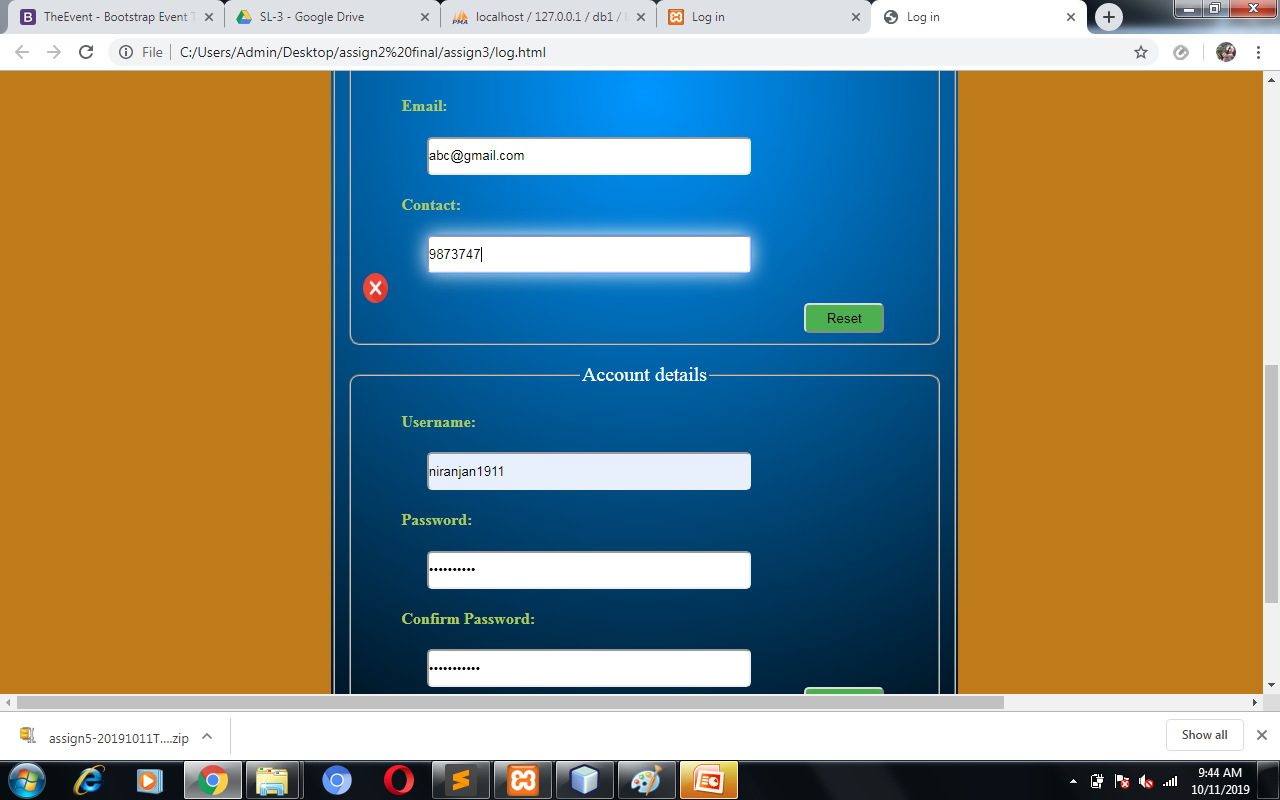 TheEvent - Bootstrap Event T
SL-3 - Google Drive
localhost / 127.0.0.1 / db1 /
Log in
Log in
File
C:/Users/Admin/Desktop/assign2%20final/assign3/log.html
Email:
abc@gmail.com
Contact:
9873747
Reset
Account details
Username:
niranjan1911
Password:
••••••••••
Confirm Password:
•••••••••••
assign5-20191011T....zip
Show all
9:44 AM
10/11/2019